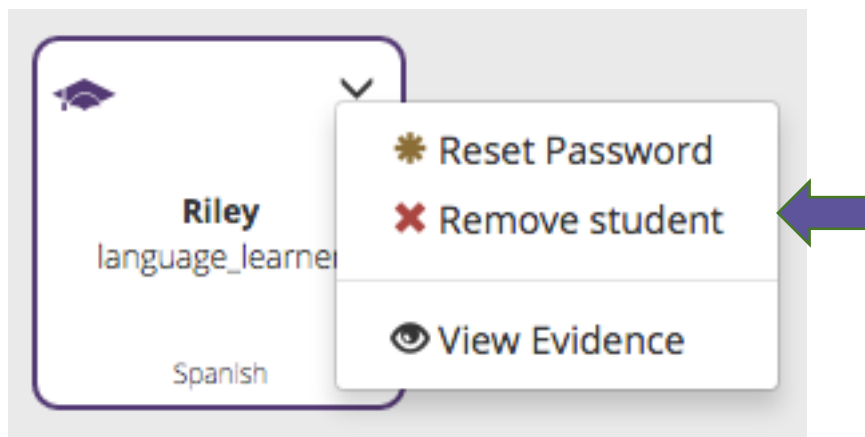 Riley
language_learner
Spanish
Reset Password
Remove student
View Evidence